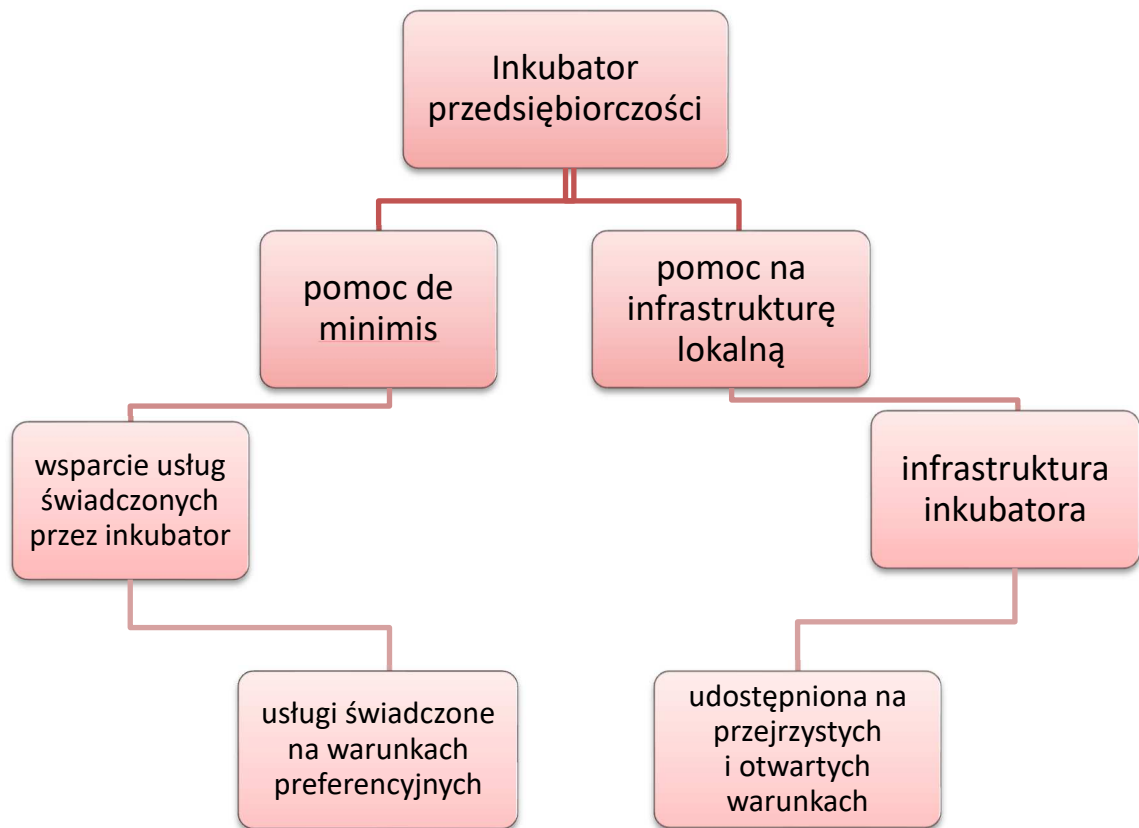 Inkubator
przedsiębiorczości
pomoc de
minimis
pomoc na
infrastrukturę
lokalną
wsparcie usług
świadczonych
przez inkubator
infrastruktura
inkubatora
usługi świadczone
na warunkach
preferencyjnych
udostępniona na
przejrzystych
i otwartych
warunkach